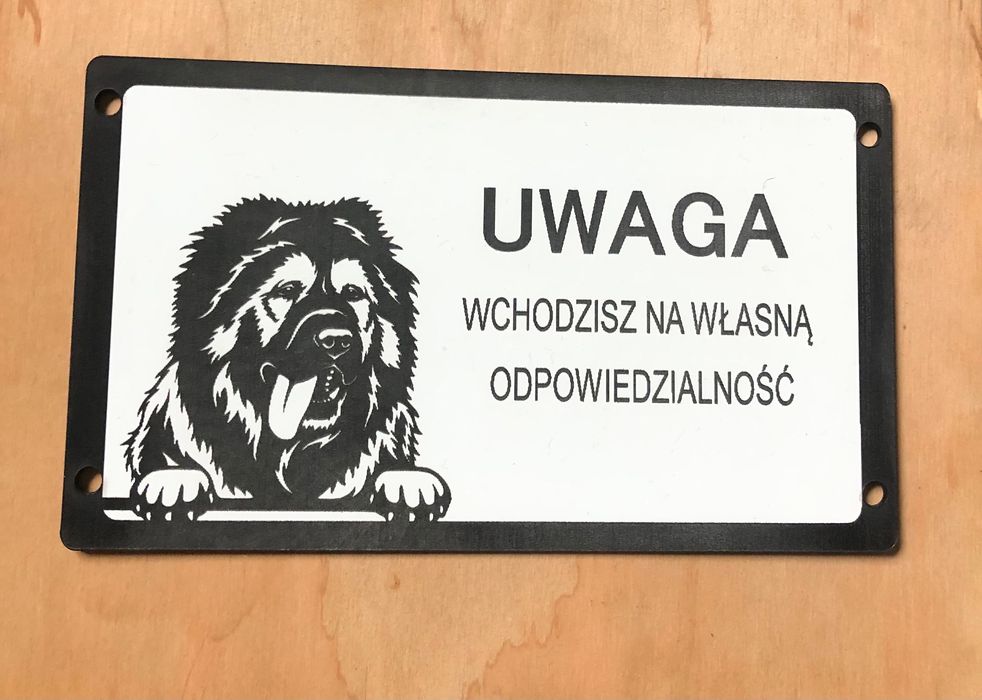 UWAGA
WCHODZISZ NA WŁASNĄ
ODPOWIEDZIALNOŚĆ